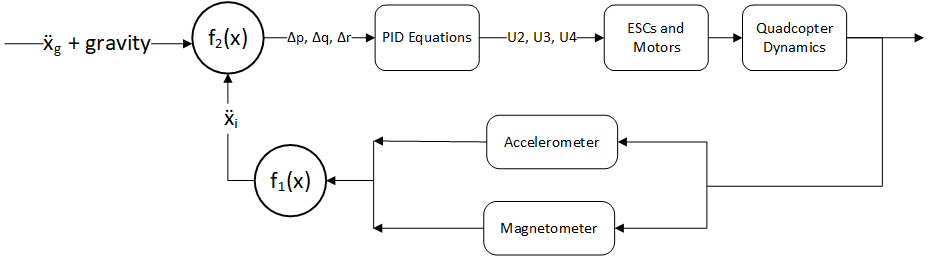 ẍg + gravity
f₂(x)
Δp, Δq, Δr
PID Equations
U2, U3, U4
ESCs and
Motors
Quadcopter
Dynamics
ẍᵢ
f₁(x)
Accelerometer
Magnetometer